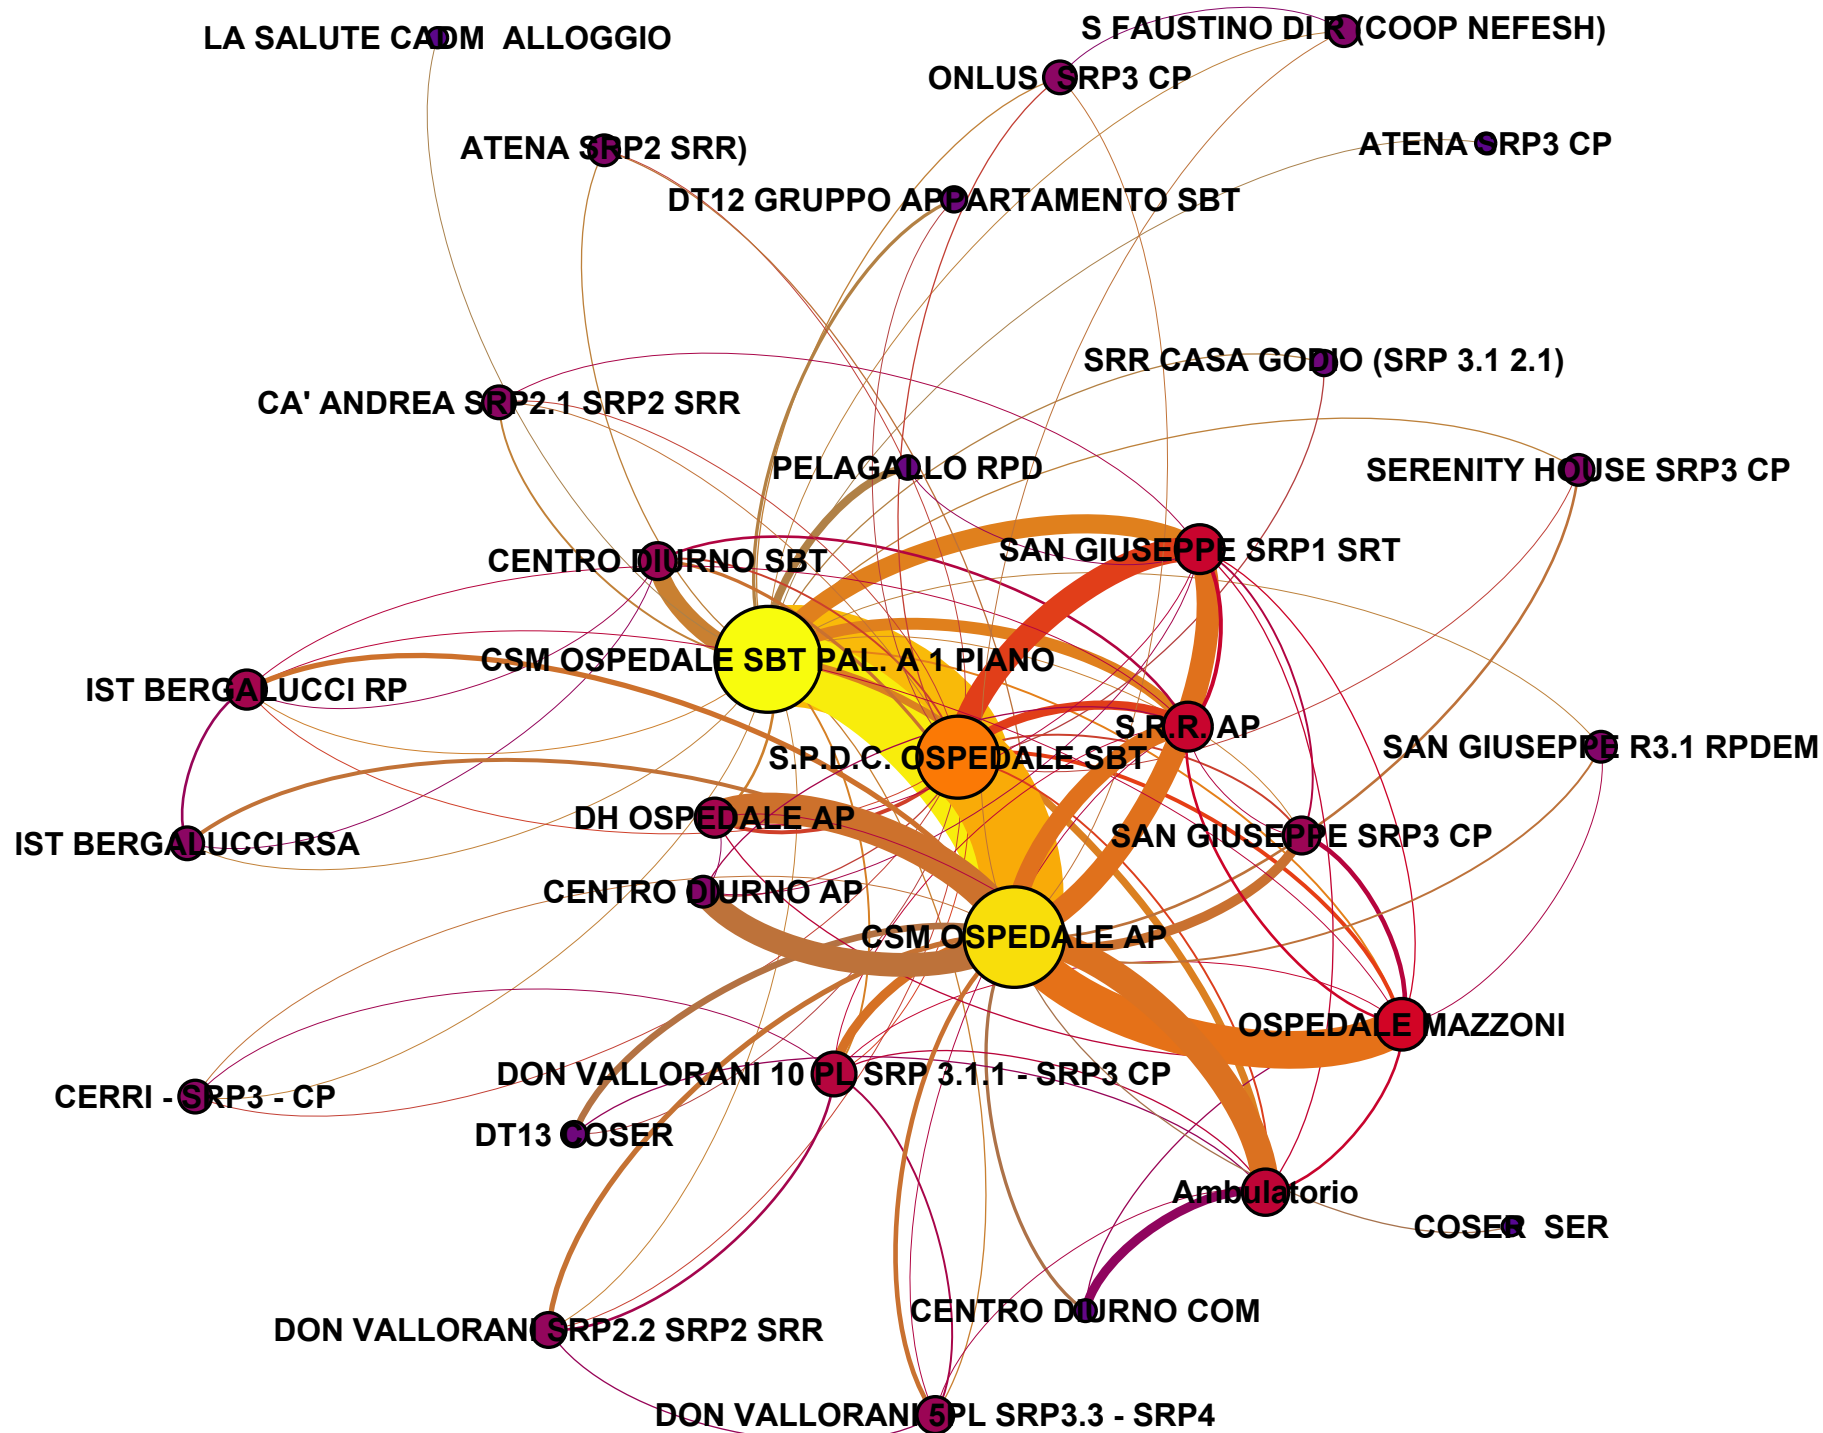 S FAUSTINO DI R (COOP NEFESH)
LA SALUTE CADM  ALLOGGIO
ONLUS  SRP3 CP
ATENA SRP3 CP
ATENA SRP2 SRR)
DT12 GRUPPO APPARTAMENTO SBT
SRR CASA GODIO (SRP 3.1 2.1)
CA' ANDREA SRP2.1 SRP2 SRR
PELAGALLO RPD
SERENITY HOUSE SRP3 CP
SAN GIUSEPPE SRP1 SRT
CENTRO DIURNO SBT
CSM OSPEDALE SBT PAL. A 1 PIANO
IST BERGALUCCI RP
S.R.R. AP
SAN GIUSEPPE R3.1 RPDEM
S.P.D.C. OSPEDALE SBT
DH OSPEDALE AP
SAN GIUSEPPE SRP3 CP
IST BERGALUCCI RSA
CENTRO DIURNO AP
CSM OSPEDALE AP
OSPEDALE MAZZONI
DON VALLORANI 10 PL SRP 3.1.1 - SRP3 CP
CERRI - SRP3 - CP
DT13 COSER
Ambulatorio
COSER  SER
CENTRO DIURNO COM
DON VALLORANI SRP2.2 SRP2 SRR
DON VALLORANI 5PL SRP3.3 - SRP4